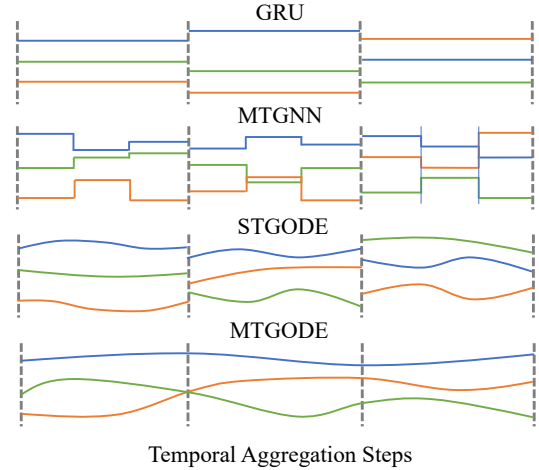 GRU
MTGNN
STGODE
MTGODE
Temporal Aggregation Steps